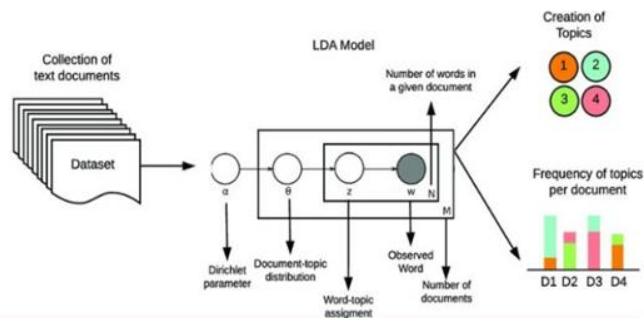 Collection of
text documents
Dataset
LDA Model
Number of words in
a given document
α
θ
z
w
N
M
Dirichlet
parameter
Document-topic
distribution
Word-topic
assigment
Observed
Word
Number of
documents
Creation of
Topics
1
2
3
4
Frequency of topics
per document
D1 D2 D3 D4